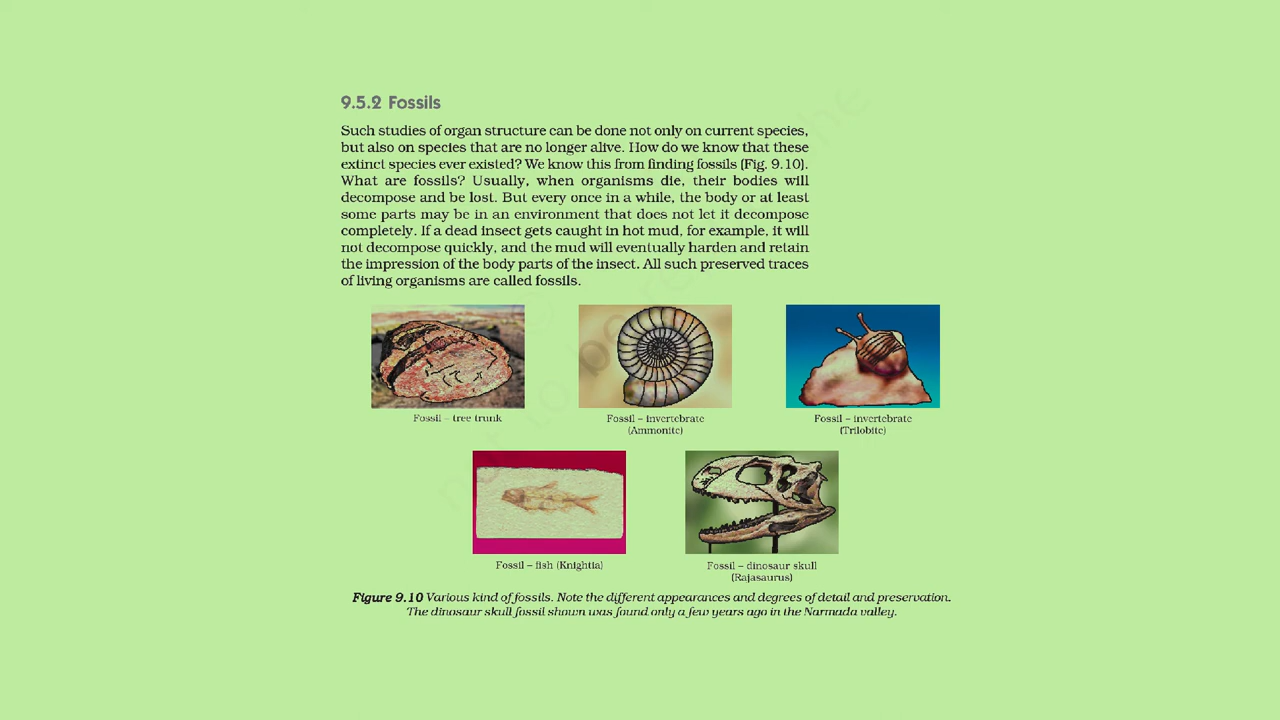 9.5.2 Fossils
Such studies of organ structure can be done not only on current species,
but also on species that are no longer alive. How do we know that these
extinct species ever existed? We know this from finding fossils (Fig. 9.10).
What are fossils? Usually, when organisms die, their bodies will
decompose and be lost. But every once in a while, the body or at least
some parts may be in an environment that does not let it decompose
completely. If a dead insect gets caught in hot mud, for example, it will
not decompose quickly, and the mud will eventually harden and retain
the impression of the body parts of the insect. All such preserved traces
of living organisms are called fossils.
Fossil – tree trunk
Fossil – invertebrate
(Ammonite)
Fossil – invertebrate
(Trilobite)
Fossil – fish (Knightia)
Fossil – dinosaur skull
(Rajasaurus)
Figure 9.10 Various kind of fossils. Note the different appearances and degrees of detail and preservation.
The dinosaur skull fossil shown was found only a few years ago in the Narmada valley.